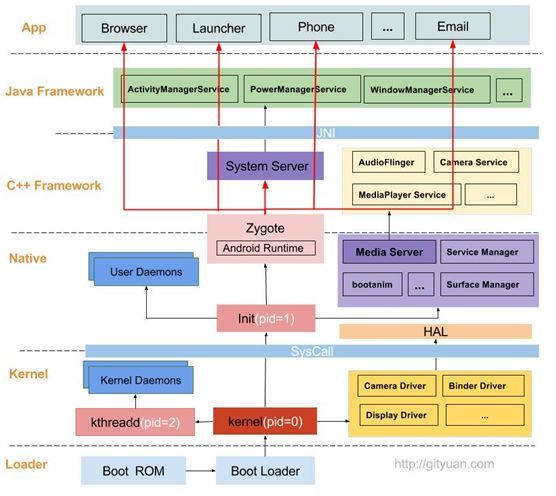 App
Browser
Launcher
Phone
...
Email
Java Framework
ActivityManagerService
PowerManagerService
WindowManagerService
...
JNI
C++ Framework
System Server
AudioFlinger
Camera Service
MediaPlayer Service
...
Zygote
Android Runtime
Native
User Daemons
Media Server
Service Manager
bootanim
...
Surface Manager
Init(pid=1)
HAL
SysCall
Kernel
Kernel Daemons
Camera Driver
Binder Driver
Display Driver
...
kthreadd(pid=2)
kernel(pid=0)
Loader
Boot ROM
Boot Loader
http://gityuan.com